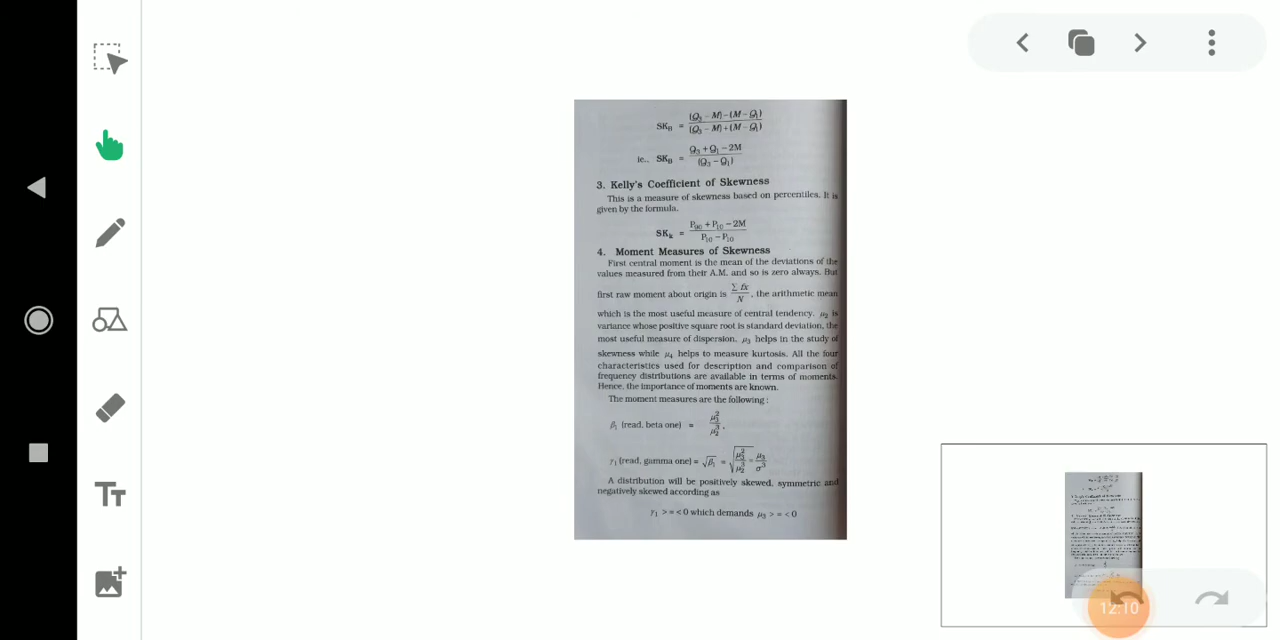 SK_B = (Q₃ − M) − (M − Q₁) / (Q₃ − M) + (M − Q₁)
ie., SK_B = Q₃ + Q₁ − 2M / (Q₃ − Q₁)
3. Kelly's Coefficient of Skewness
This is a measure of skewness based on percentiles. It is
given by the formula.
SK_k = P₉₀ + P₁₀ − 2M / P₁₀ − P₁₀
4. Moment Measures of Skewness
First central moment is the mean of the deviations of the
values measured from their A.M. and so is zero always. But
first raw moment about origin is Σ fx / N, the arithmetic mean
which is the most useful measure of central tendency. μ₂ is
variance whose positive square root is standard deviation, the
most useful measure of dispersion. μ₃ helps in the study of
skewness while μ₄ helps to measure kurtosis. All the four
characteristics used for description and comparison of
frequency distributions are available in terms of moments.
Hence, the importance of moments are known.
The moment measures are the following :
β₁ (read, beta one) = μ₃² / μ₂³,
γ₁ (read, gamma one) = √β₁ = √(μ₃² / μ₂³) = μ₃ / σ³
A distribution will be positively skewed, symmetric and
negatively skewed according as
γ₁ > = < 0 which demands μ₃ > = < 0
Tт
12:10